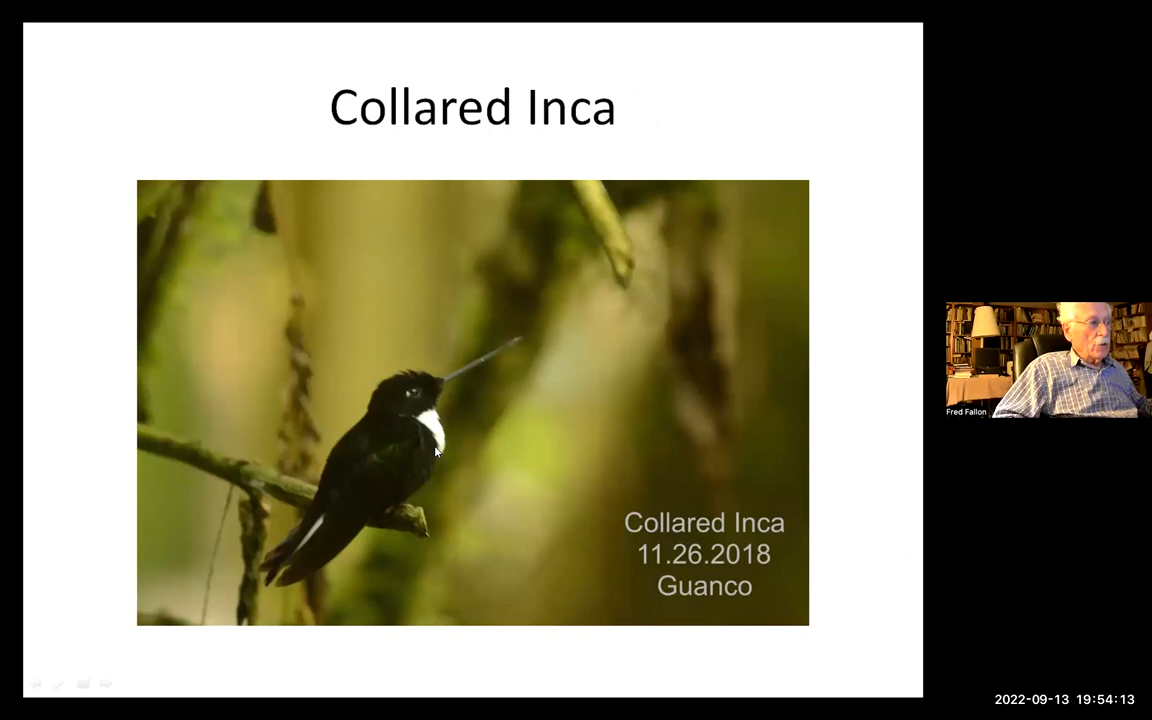 Collared Inca
Collared Inca
11.26.2018
Guanco
Fred Fallon
2022-09-13 19:54:13